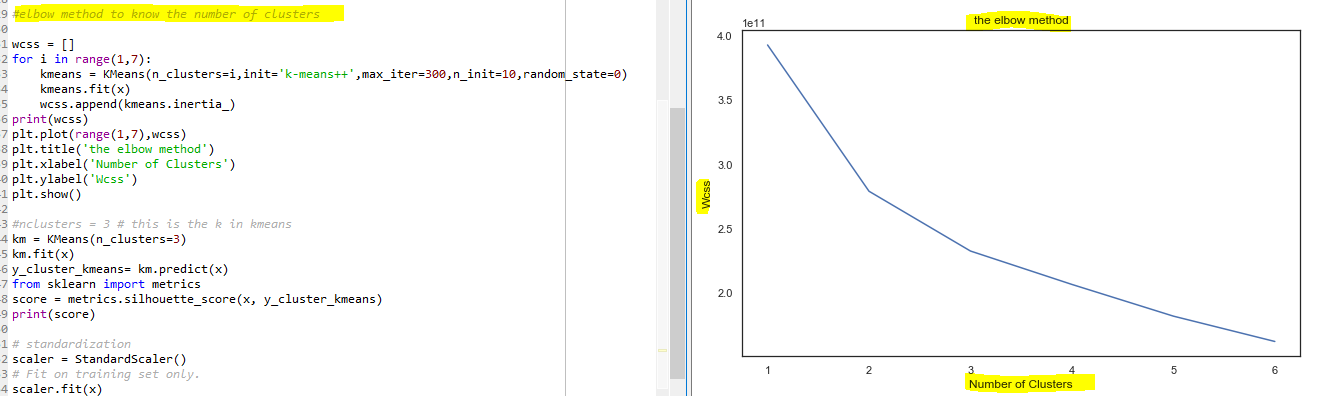 9 #elbow method to know the number of clusters
0
1 wcss = []
2 for i in range(1,7):
3 kmeans = KMeans(n_clusters=i,init='k-means++',max_iter=300,n_init=10,random_state=0)
4 kmeans.fit(x)
5 wcss.append(kmeans.inertia_)
6 print(wcss)
7 plt.plot(range(1,7),wcss)
8 plt.title('the elbow method')
9 plt.xlabel('Number of Clusters')
0 plt.ylabel('Wcss')
1 plt.show()
2
3 #nclusters = 3 # this is the k in kmeans
4 km = KMeans(n_clusters=3)
5 km.fit(x)
6 y_cluster_kmeans= km.predict(x)
7 from sklearn import metrics
8 score = metrics.silhouette_score(x, y_cluster_kmeans)
9 print(score)
0
1 # standardization
2 scaler = StandardScaler()
3 # Fit on training set only.
4 scaler.fit(x)
the elbow method
1e11
4.0
3.5
3.0
2.5
2.0
Wcss
1 2 3 4 5 6
Number of Clusters